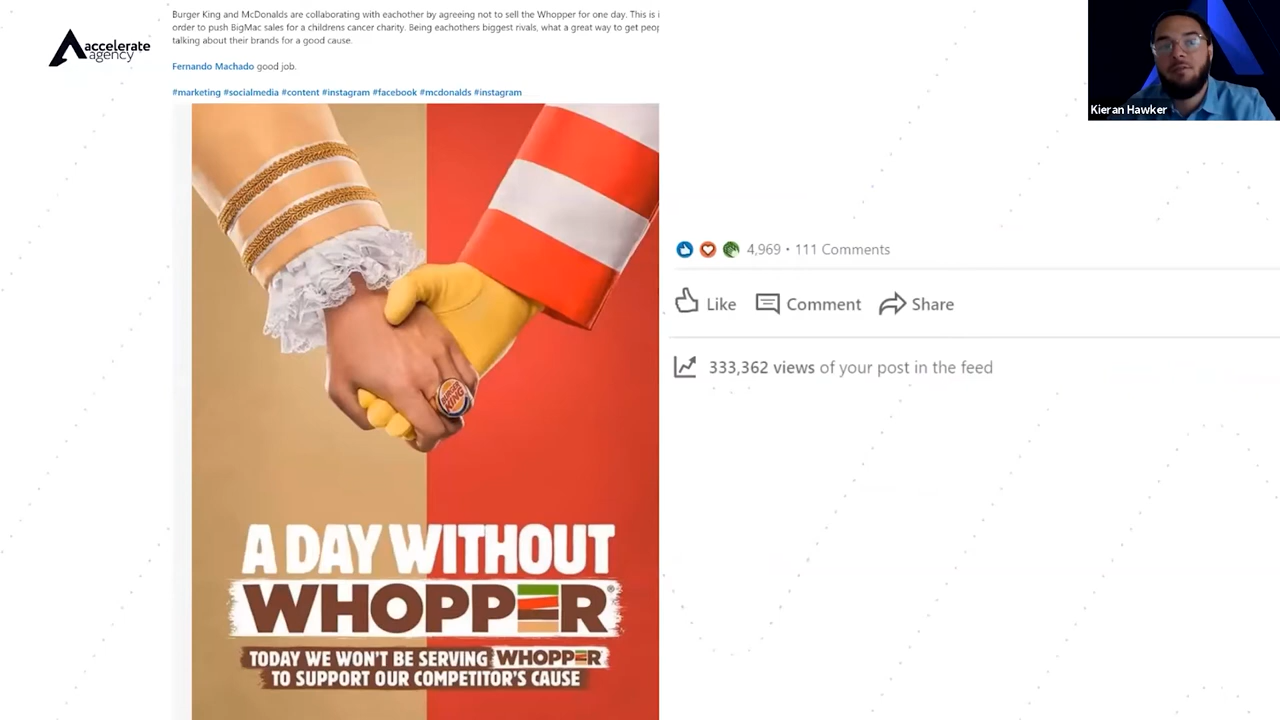 Burger King and McDonalds are collaborating with eachother by agreeing not to sell the Whopper for one day. This is i
order to push BigMac sales for a childrens cancer charity. Being eachothers biggest rivals, what a great way to get peop
talking about their brands for a good cause.
Fernando Machado good job.
#marketing #socialmedia #content #instagram #facebook #mcdonalds #instagram
accelerate
agency
Kieran Hawker
BURGER
KING
A DAY WITHOUT
WHOPPER®
TODAY WE WON'T BE SERVING WHOPPER
TO SUPPORT OUR COMPETITOR'S CAUSE
4,969 • 111 Comments
Like Comment Share
333,362 views of your post in the feed